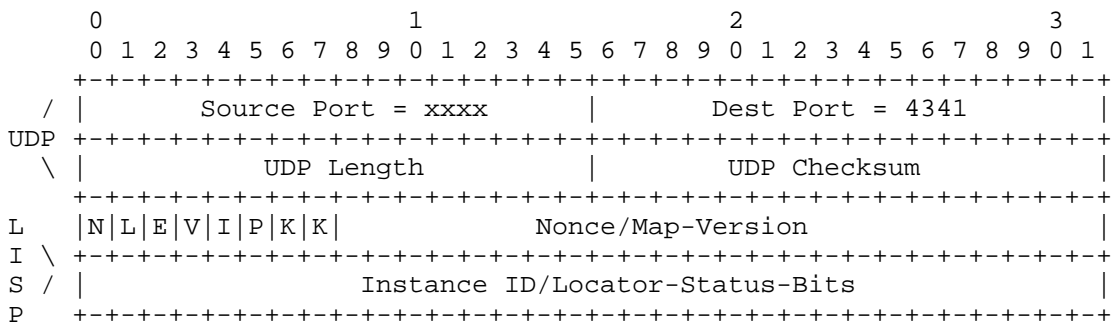 0                   1                   2                   3
        0 1 2 3 4 5 6 7 8 9 0 1 2 3 4 5 6 7 8 9 0 1 2 3 4 5 6 7 8 9 0 1
       +-+-+-+-+-+-+-+-+-+-+-+-+-+-+-+-+-+-+-+-+-+-+-+-+-+-+-+-+-+-+-+-+
     / |       Source Port = xxxx      |       Dest Port = 4341        |
   UDP +-+-+-+-+-+-+-+-+-+-+-+-+-+-+-+-+-+-+-+-+-+-+-+-+-+-+-+-+-+-+-+-+
     \ |           UDP Length          |        UDP Checksum           |
       +-+-+-+-+-+-+-+-+-+-+-+-+-+-+-+-+-+-+-+-+-+-+-+-+-+-+-+-+-+-+-+-+
   L   |N|L|E|V|I|P|K|K|            Nonce/Map-Version                  |
   I \ +-+-+-+-+-+-+-+-+-+-+-+-+-+-+-+-+-+-+-+-+-+-+-+-+-+-+-+-+-+-+-+-+
   S / |                 Instance ID/Locator-Status-Bits               |
   P   +-+-+-+-+-+-+-+-+-+-+-+-+-+-+-+-+-+-+-+-+-+-+-+-+-+-+-+-+-+-+-+-+